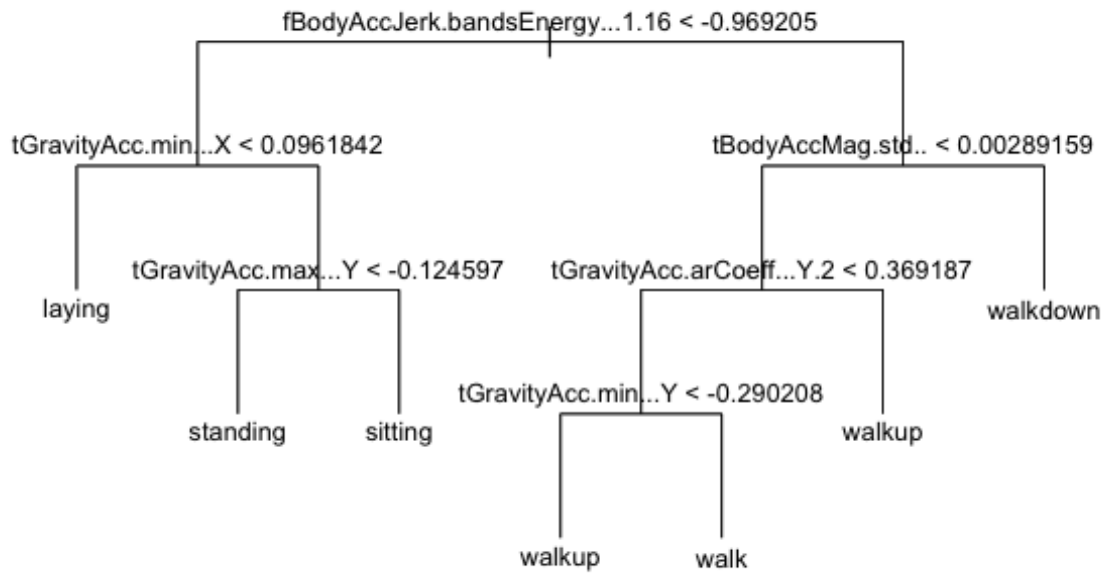 fBodyAccJerk.bandsEnergy...1.16 < -0.969205
tGravityAcc.min...X < 0.0961842
tBodyAccMag.std.. < 0.00289159
tGravityAcc.max...Y < -0.124597
tGravityAcc.arCoeff...Y.2 < 0.369187
laying
walkdown
tGravityAcc.min...Y < -0.290208
standing
sitting
walkup
walkup
walk